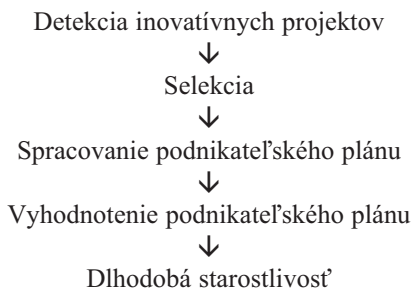 Detekcia inovatívnych projektov
↓
Selekcia
↓
Spracovanie podnikateľského plánu
↓
Vyhodnotenie podnikateľského plánu
↓
Dlhodobá starostlivosť